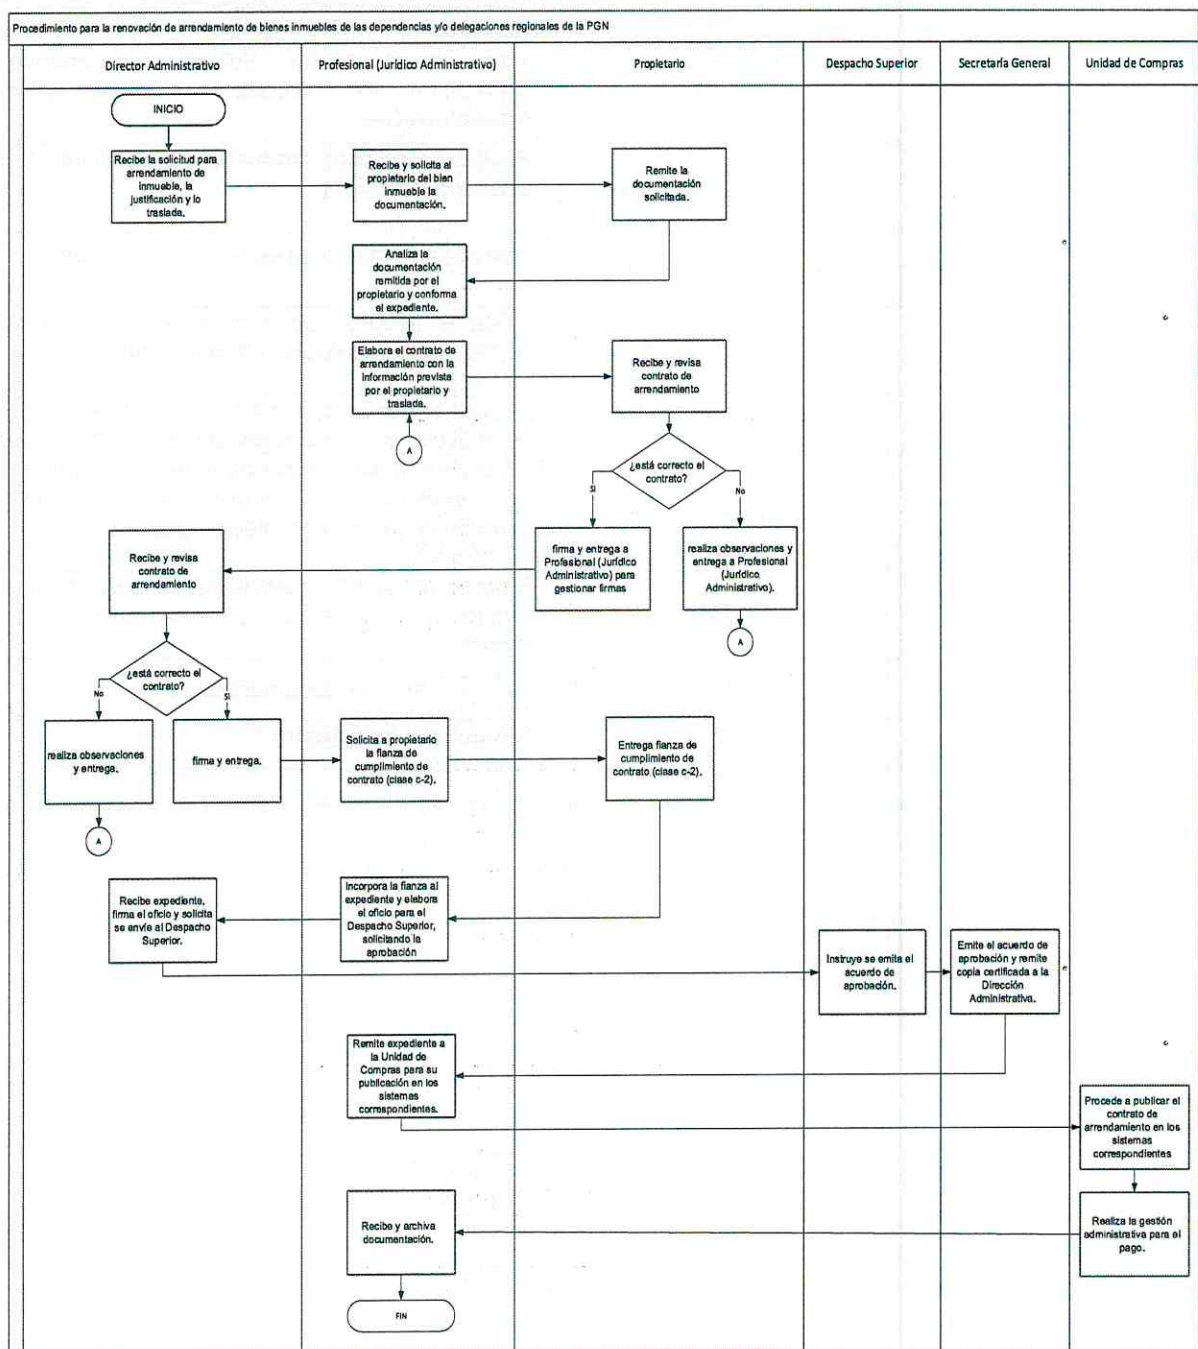 Procedimiento para la renovación de arrendamiento de bienes inmuebles de las dependencias y/o delegaciones regionales de la PGN
Director Administrativo
Profesional (Jurídico Administrativo)
Propietario
Despacho Superior
Secretaría General
Unidad de Compras
INICIO
Recibe la solicitud para
arrendamiento de
inmueble, la
justificación y lo
traslada.
Recibe y solicita al
propietario del bien
inmueble la
documentación.
Remite la
documentación
solicitada.
Analiza la
documentación
remitida por el
propietario y conforma
el expediente.
Elabora el contrato de
arrendamiento con la
información prevista
por el propietario y
traslada.
Recibe y revisa
contrato de
arrendamiento
A
¿está correcto el
contrato?
Si
No
firma y entrega a
Profesional (Jurídico
Administrativo) para
gestionar firmas
realiza observaciones y
entrega a Profesional
(Jurídico
Administrativo).
A
Recibe y revisa
contrato de
arrendamiento
¿está correcto el
contrato?
No
Si
realiza observaciones
y entrega.
firma y entrega.
Solicita a propietario
la fianza de
cumplimiento de
contrato (clase c-2).
Entrega fianza de
cumplimiento de
contrato (clase c-2).
A
Recibe expediente,
firma el oficio y solicita
se envíe al Despacho
Superior.
Incorpora la fianza al
expediente y elabora
el oficio para el
Despacho Superior,
solicitando la
aprobación
Instruye se emita el
acuerdo de
aprobación.
Emite el acuerdo de
aprobación y remite
copia certificada a la
Dirección
Administrativa.
Remite expediente a
la Unidad de
Compras para su
publicación en los
sistemas
correspondientes.
Procede a publicar el
contrato de
arrendamiento en los
sistemas
correspondientes
Recibe y archiva
documentación.
Realiza la gestión
administrativa para el
pago.
FIN